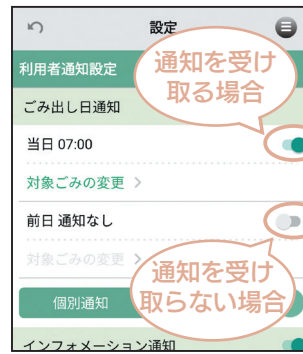 設定
利用者通知設定
通知を受け
取る場合
ごみ出し日通知
当日 07:00
対象ごみの変更 >
前日 通知なし
対象ごみの変更 >
通知を受け
取らない場合
個別通知
インフォメーション通知